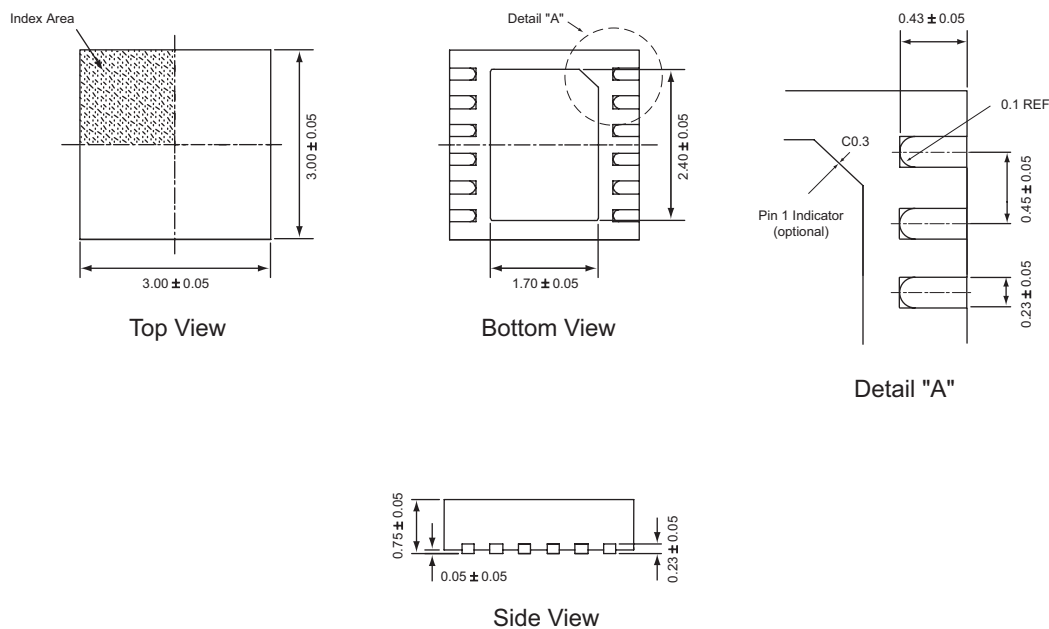 Index Area
3.00 ± 0.05
3.00 ± 0.05
Top View
Detail "A"
2.40 ± 0.05
1.70 ± 0.05
Bottom View
0.43 ± 0.05
0.1 REF
C0.3
Pin 1 Indicator
(optional)
0.45 ± 0.05
0.23 ± 0.05
Detail "A"
0.75 ± 0.05
0.05 ± 0.05
0.23 ± 0.05
Side View